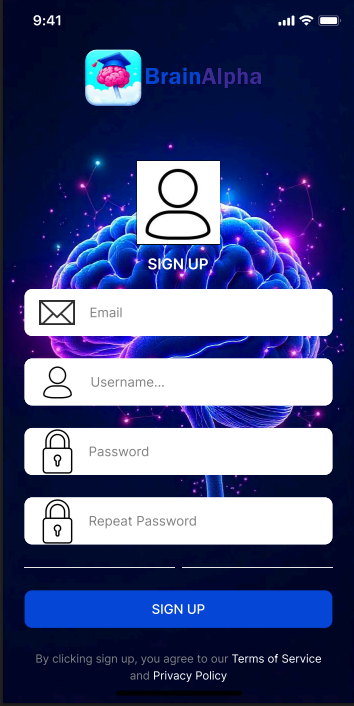 9:41
BrainAlpha
SIGN UP
Email
Username...
Password
Repeat Password
SIGN UP
By clicking sign up, you agree to our Terms of Service
and Privacy Policy